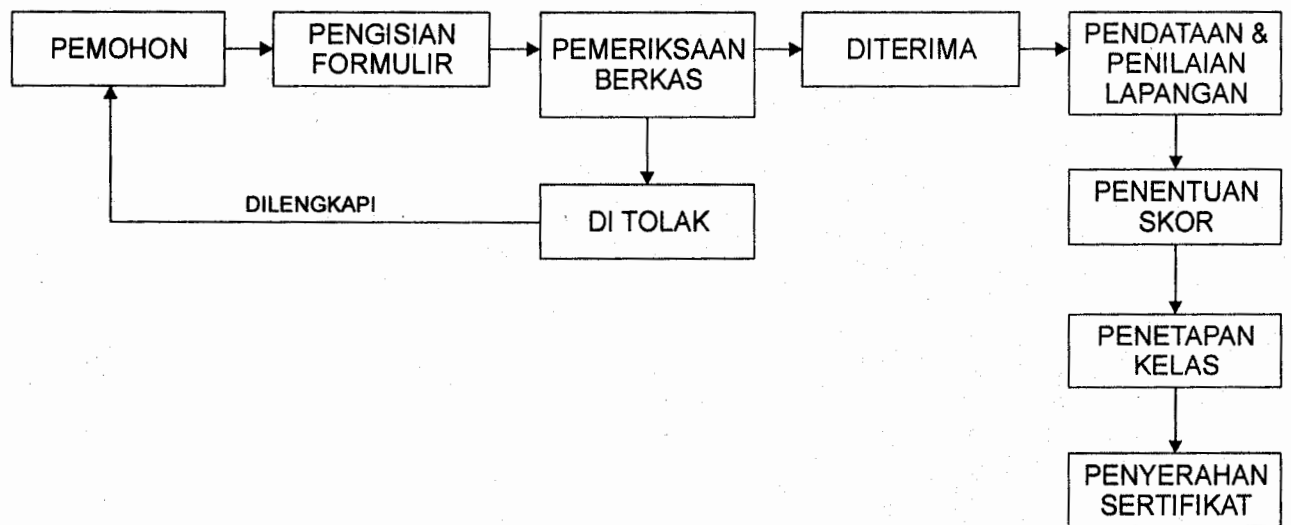 PEMOHON
PENGISIAN
FORMULIR
PEMERIKSAAN
BERKAS
DITERIMA
PENDATAAN &
PENILAIAN
LAPANGAN
DILENGKAPI
DI TOLAK
PENENTUAN
SKOR
PENETAPAN
KELAS
PENYERAHAN
SERTIFIKAT